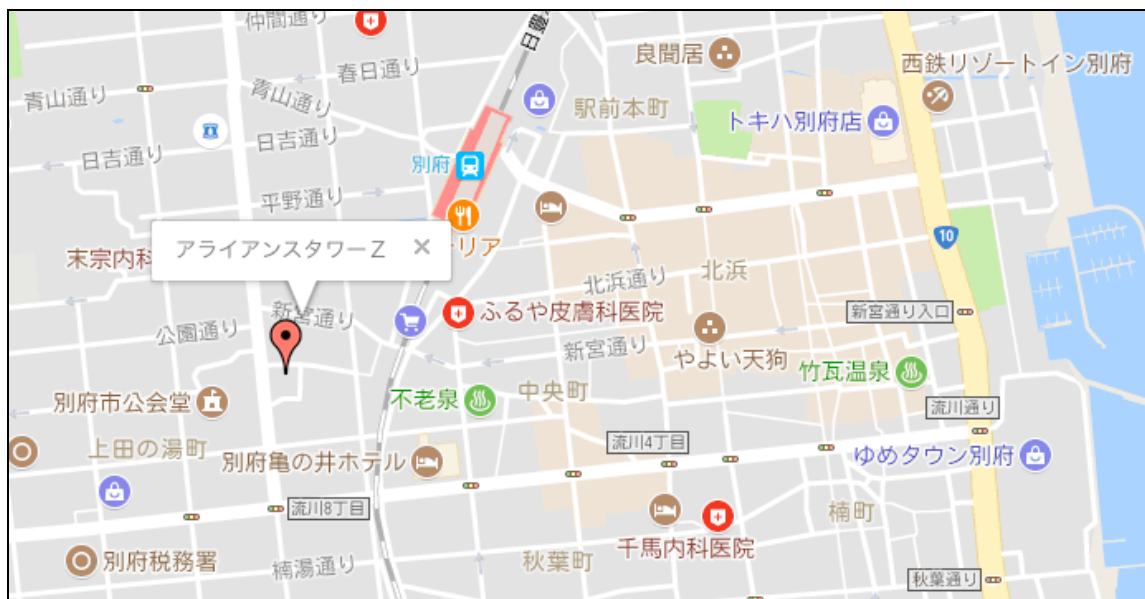 仲間通り
日豊
良聞居
西鉄リゾートイン別府
春日通り
青山通り
青山通り
駅前本町
トキハ別府店
日吉通り
日吉通り
別府
平野通り
末宗内科
アライアンスタワーZ ×
リア
10
北浜通り
北浜
新宮通り
ふるや皮膚科医院
新宮通り入口
公園通り
新宮通り
やよい天狗
竹瓦温泉
別府市公会堂
不老泉
中央町
流川通り
上田の湯町
別府亀の井ホテル
流川4丁目
ゆめタウン別府
流川8丁目
楠町
千馬内科医院
別府税務署
楠湯通り
秋葉町
秋葉通り